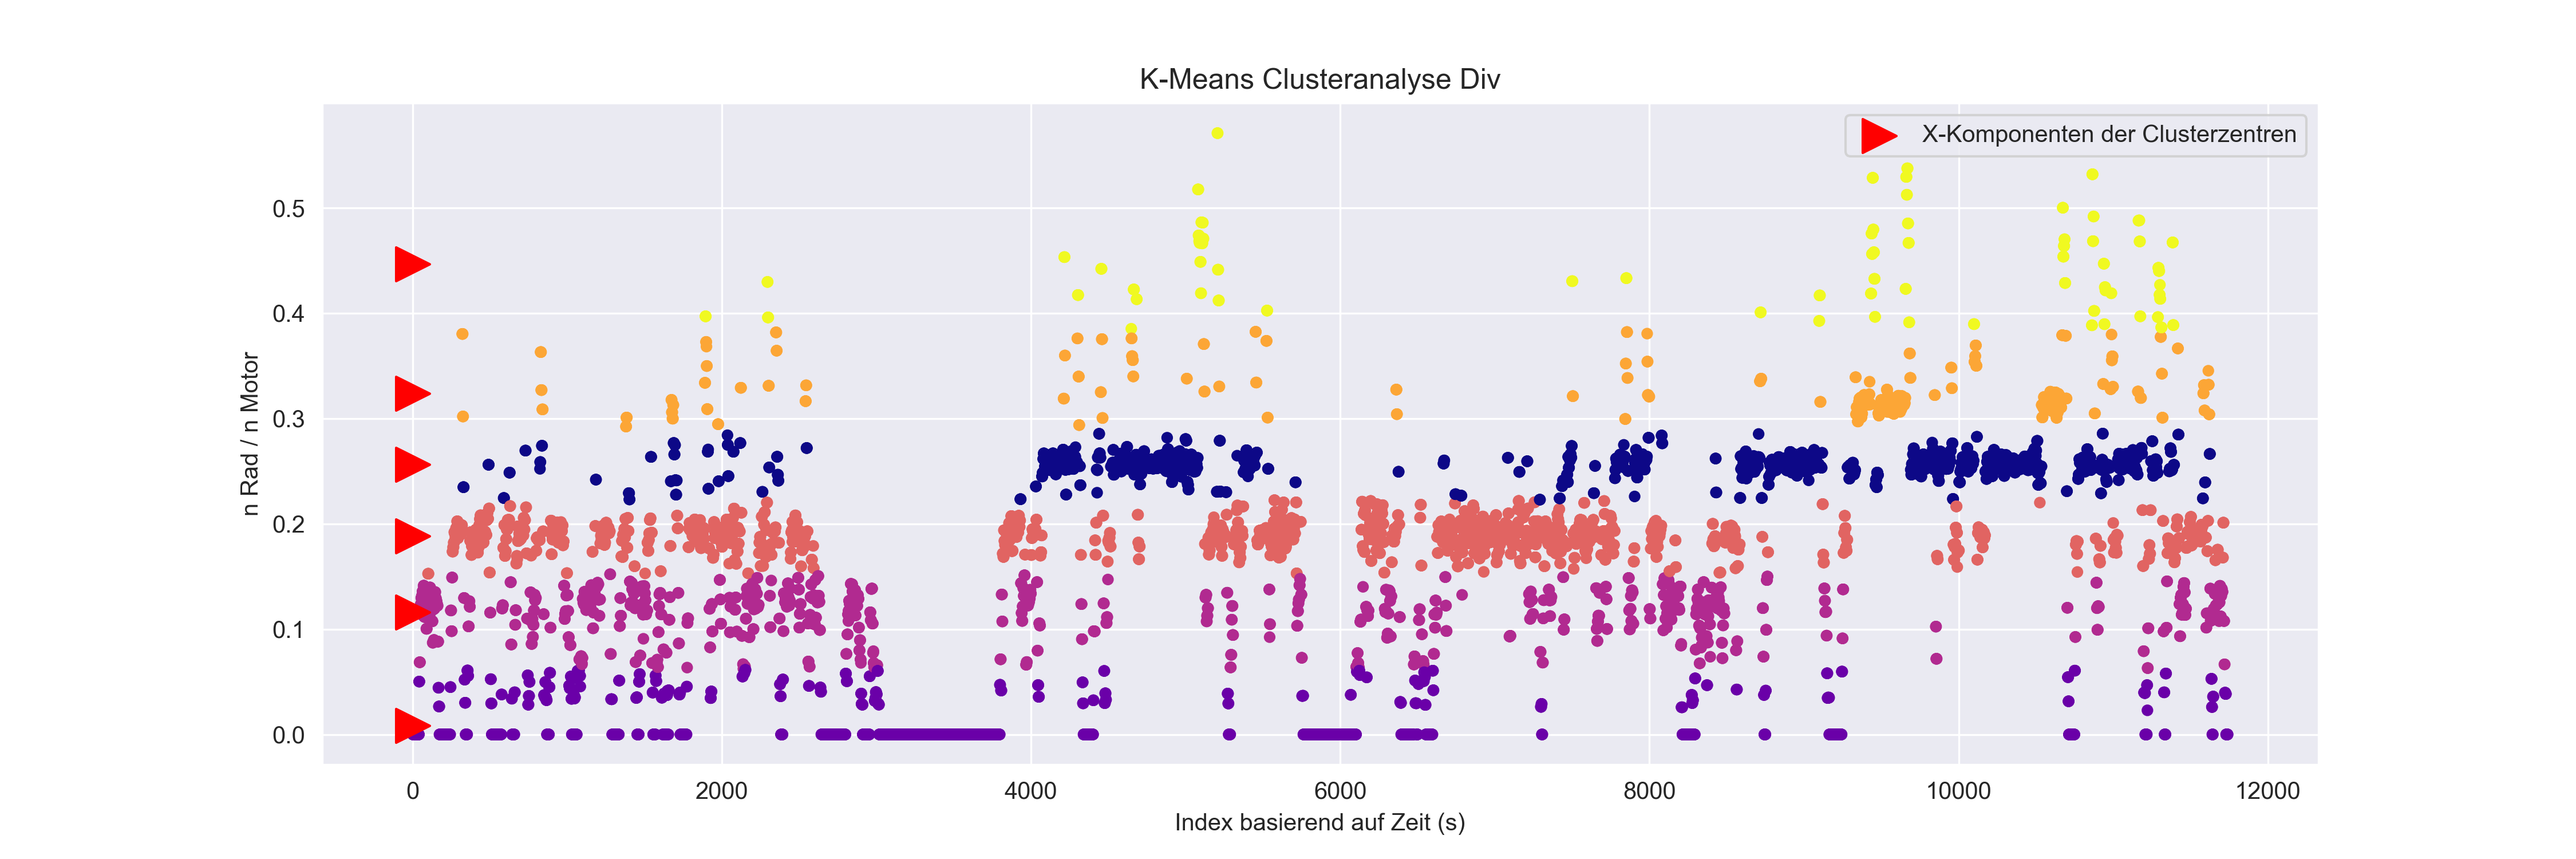 K-Means Clusteranalyse Div
X-Komponenten der Clusterzentren
n Rad / n Motor
0.5
0.4
0.3
0.2
0.1
0.0
0 2000 4000 6000 8000 10000 12000
Index basierend auf Zeit (s)